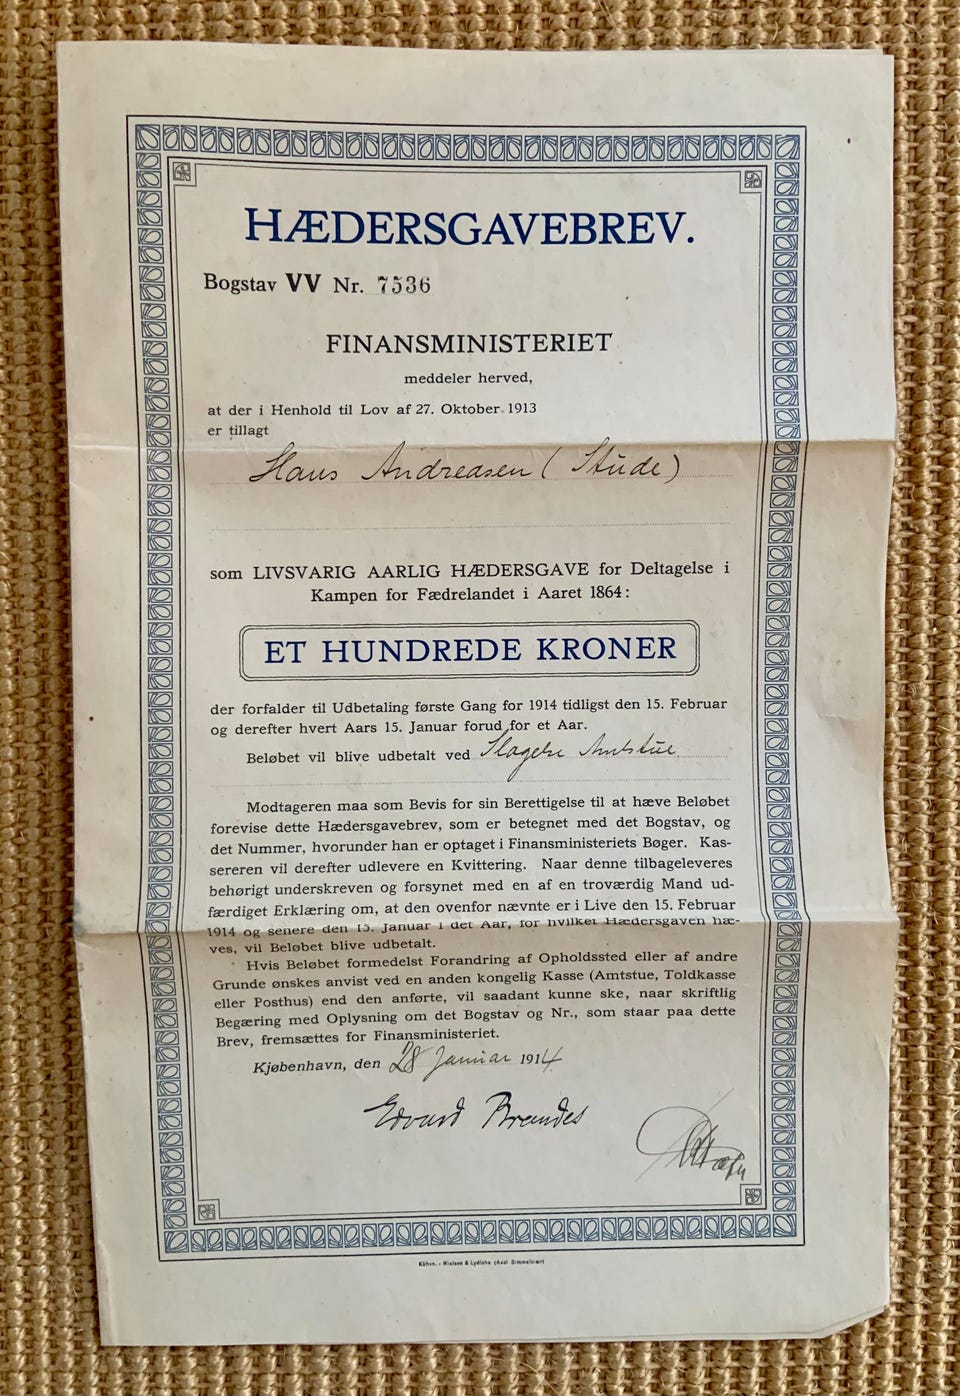 HÆDERSGAVEBREV.
Bogstav VV Nr. 7536
FINANSMINISTERIET
meddeler herved,
at der i Henhold til Lov af 27. Oktober 1913
er tillagt
Hans Andreasen (Stude)
som LIVSVARIG AARLIG HÆDERSGAVE for Deltagelse i
Kampen for Fædrelandet i Aaret 1864:
ET HUNDREDE KRONER
der forfalder til Udbetaling første Gang for 1914 tidligst den 15. Februar
og derefter hvert Aars 15. Januar forud for et Aar.
Beløbet vil blive udbetalt ved Slagelse Amtstue.
Modtageren maa som Bevis for sin Berettigelse til at hæve Beløbet
forevise dette Hædersgavebrev, som er betegnet med det Bogstav, og
det Nummer, hvorunder han er optaget i Finansministeriets Bøger. Kas-
sereren vil derefter udlevere en Kvittering. Naar denne tilbageleveres
behørigt underskreven og forsynet med en af en troværdig Mand ud-
færdiget Erklæring om, at den ovenfor nævnte er i Live den 15. Februar
1914 og senere den 15. Januar i det Aar, for hvilket Hædersgaven hæ-
ves, vil Beløbet blive udbetalt.
Hvis Beløbet formedelst Forandring af Opholdssted eller af andre
Grunde ønskes anvist ved en anden kongelig Kasse (Amtstue, Toldkasse
eller Posthus) end den anførte, vil saadant kunne ske, naar skriftlig
Begæring med Oplysning om det Bogstav og Nr., som staar paa dette
Brev, fremsættes for Finansministeriet.
Kjøbenhavn, den 28 Januar 1914
Edvard Brandes
Kbhvn. - Nielsen & Lydiche (Axel Simmelkiær)